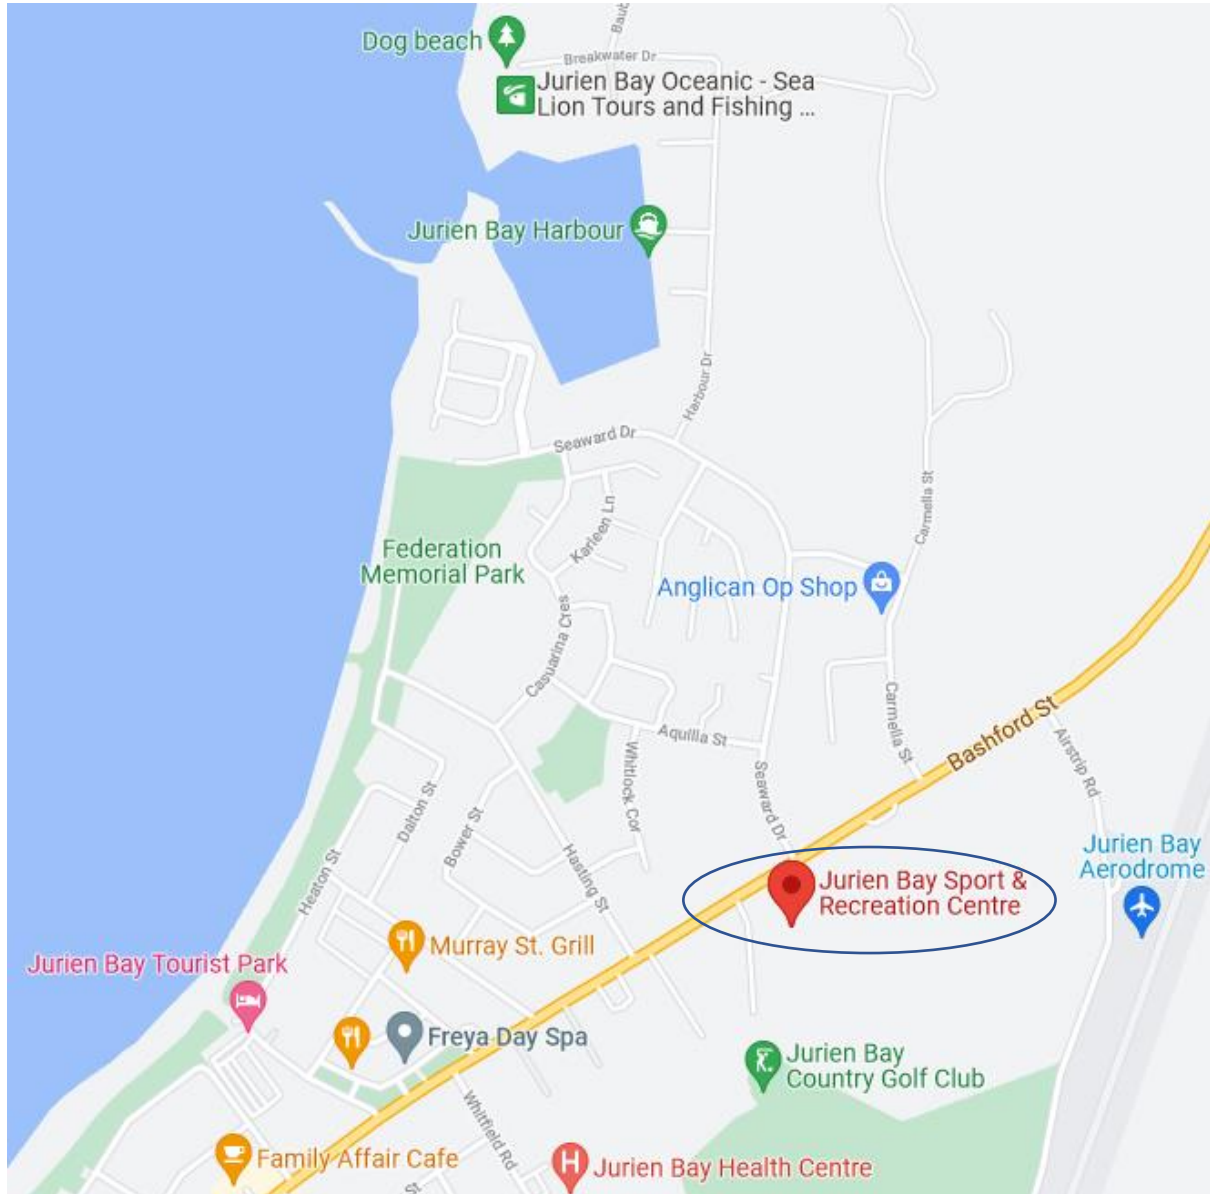 Baub
Dog beach
Breakwater Dr
Jurien Bay Oceanic - Sea
Lion Tours and Fishing ...
Jurien Bay Harbour
Harbour Dr
Seaward Dr
Carmella St
Karleen Ln
Federation
Memorial Park
Anglican Op Shop
Casuarina Cres
Carmella St
Bashford St
Aquilla St
Airstrip Rd
Whitlock Cor
Seaward Dr
Dalton St
Bower St
Hasting St
Heaton St
Jurien Bay
Aerodrome
Jurien Bay Sport &
Recreation Centre
Murray St. Grill
Jurien Bay Tourist Park
Freya Day Spa
Jurien Bay
Country Golf Club
Whitfield Rd
Family Affair Cafe
H
Jurien Bay Health Centre
St